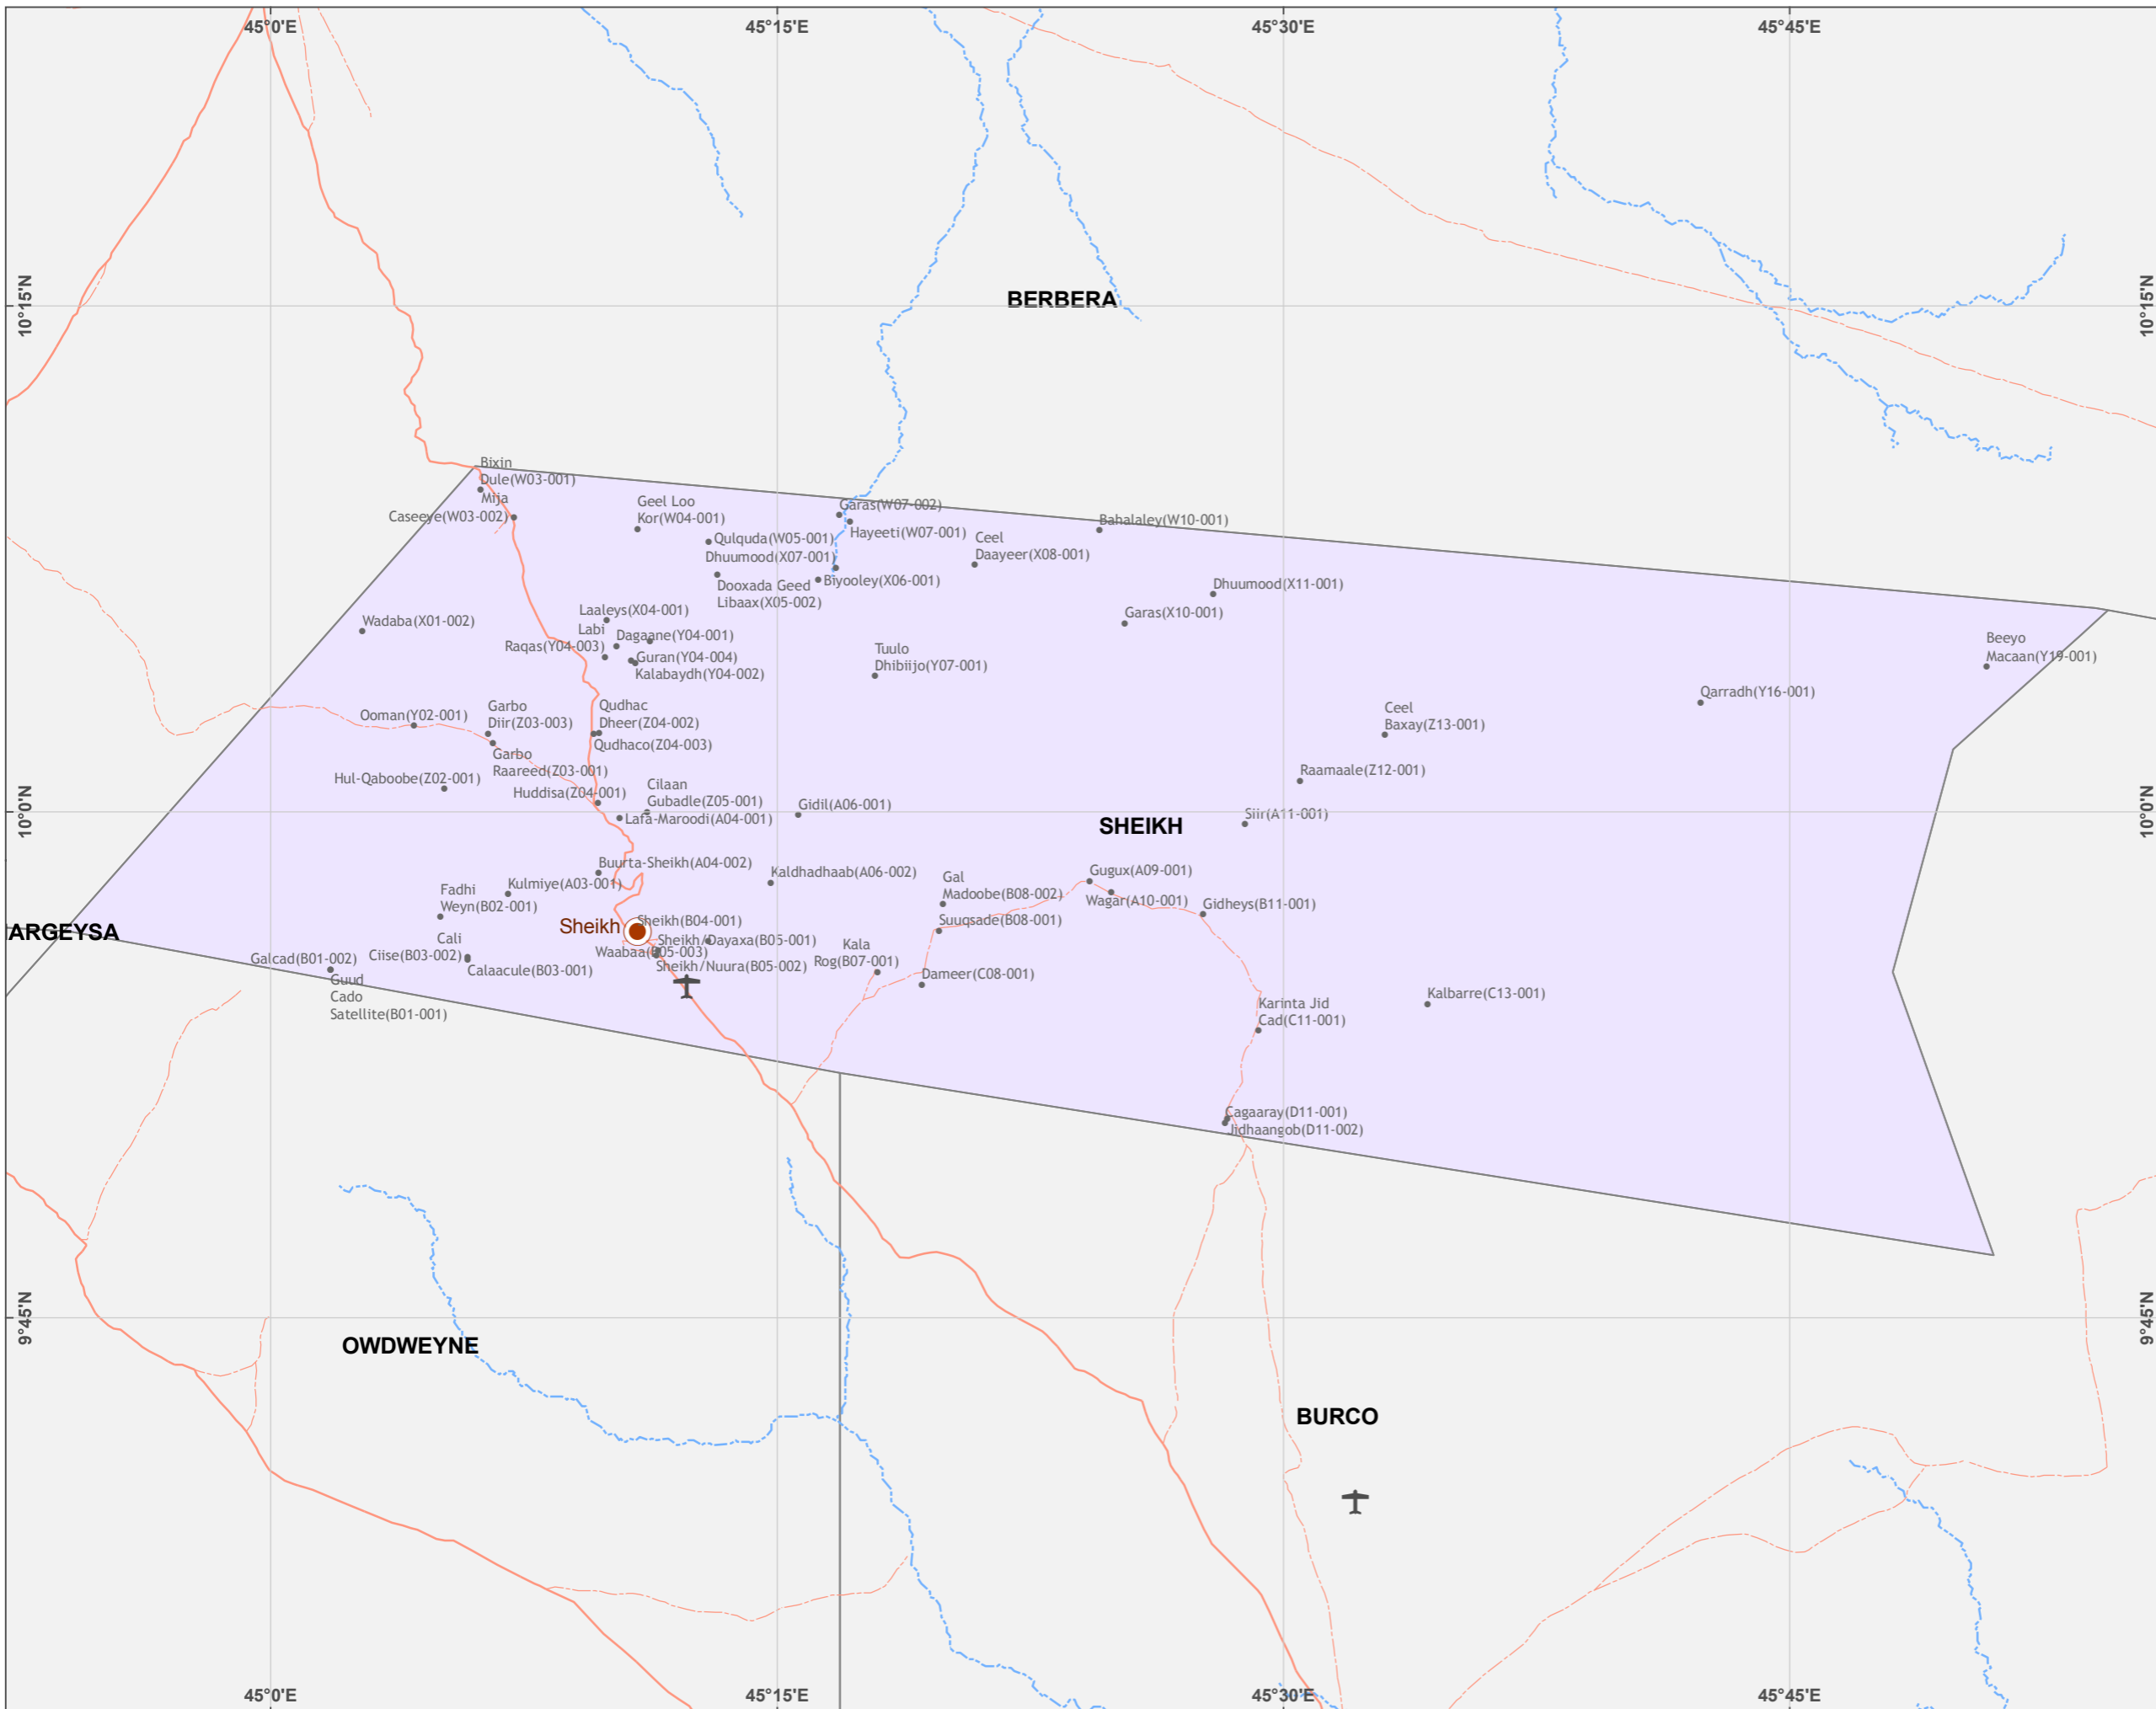 45°0'E
45°15'E
45°30'E
45°45'E
10°15'N
10°15'N
BERBERA
Bixin
Dule(W03-001)
Mija
Caseeye(W03-002)
Geel Loo
Kor(W04-001)
Garas(W07-002)
Hayeeti(W07-001)
Bahalaley(W10-001)
Qulquda(W05-001)
Dhuumood(X07-001)
Ceel
Daayeer(X08-001)
Dooxada Geed
Libaax(X05-002)
Biyooley(X06-001)
Dhuumood(X11-001)
Garas(X10-001)
Wadaba(X01-002)
Laaleys(X04-001)
Labi
Raqas(Y04-003)
Dagaane(Y04-001)
Guran(Y04-004)
Kalabaydh(Y04-002)
Tuulo
Dhibiijo(Y07-001)
Beeyo
Macaan(Y19-001)
Qarradh(Y16-001)
Ooman(Y02-001)
Garbo
Diir(Z03-003)
Qudhac
Dheer(Z04-002)
Qudhaco(Z04-003)
Ceel
Baxay(Z13-001)
Garbo
Raareed(Z03-001)
Hul-Qaboobe(Z02-001)
Huddisa(Z04-001)
Cilaan
Gubadle(Z05-001)
Raamaale(Z12-001)
10°0'N
10°0'N
Lafa-Maroodi(A04-001)
Gidil(A06-001)
Siir(A11-001)
SHEIKH
Buurta-Sheikh(A04-002)
Kaldhadhaab(A06-002)
Gugux(A09-001)
Wagar(A10-001)
Kulmiye(A03-001)
Fadhi
Weyn(B02-001)
Gal
Madoobe(B08-002)
Gidheys(B11-001)
Suuqsade(B08-001)
ARGEYSA
Sheikh
Sheikh(B04-001)
Sheikh/Dayaxa(B05-001)
Waabaa(B05-003)
Sheikh/Nuura(B05-002)
Cali
Ciise(B03-002)
Calaacule(B03-001)
Kala
Rog(B07-001)
Dameer(C08-001)
Galcad(B01-002)
Guud
Cado
Satellite(B01-001)
Kalbarre(C13-001)
Karinta Jid
Cad(C11-001)
Cagaaray(D11-001)
Jidhaangob(D11-002)
9°45'N
9°45'N
OWDWEYNE
BURCO
45°0'E
45°15'E
45°30'E
45°45'E